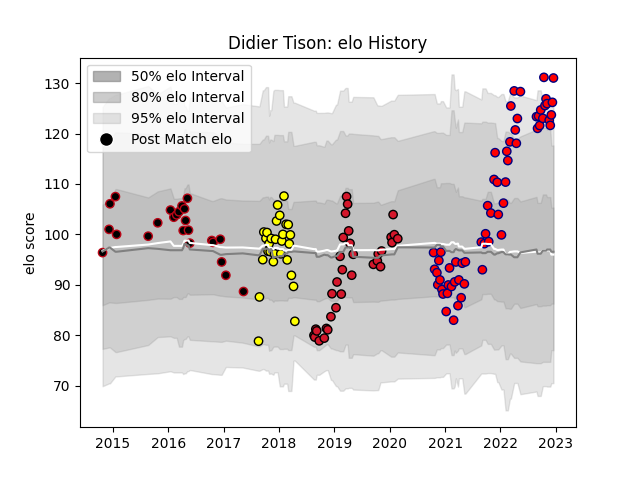 Didier Tison: elo History
50% elo Interval
80% elo Interval
95% elo Interval
Post Match elo
elo score
130
120
110
100
90
80
70
2015 2016 2017 2018 2019 2020 2021 2022 2023